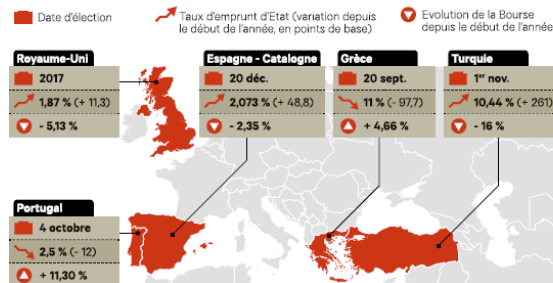 Date d'élection
Taux d'emprunt d'Etat (variation depuis
le début de l'année, en points de base)
Evolution de la Bourse
depuis le début de l'année
Royaume-Uni
2017
1,87 % (+ 11,3)
- 5,13 %
Espagne - Catalogne
20 déc.
2,073 % (+ 48,8)
- 2,35 %
Grèce
20 sept.
11 % (- 97,7)
+ 4,66 %
Turquie
1er nov.
10,44 % (+ 261)
- 16 %
Portugal
4 octobre
2,5 % (- 12)
+ 11,30 %